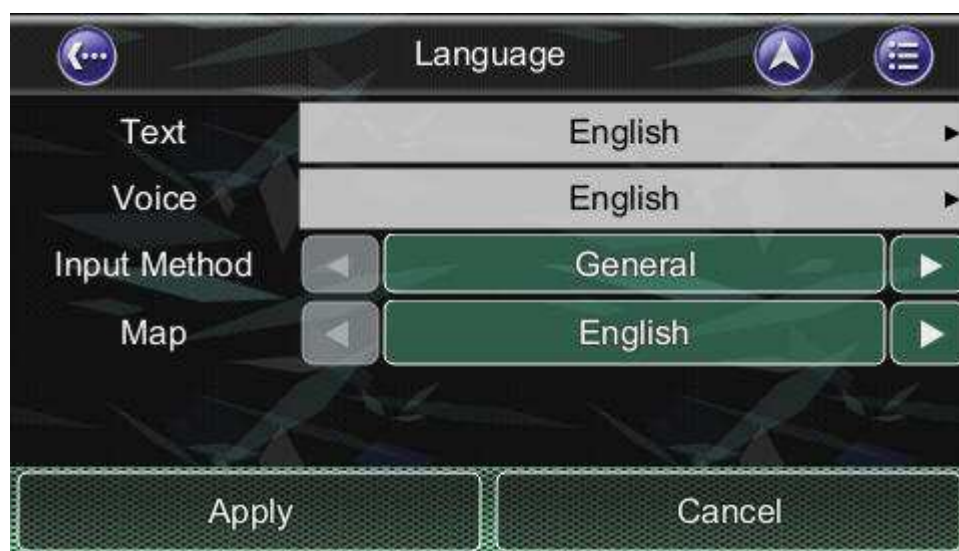 Language
Text English
Voice English
Input Method General
Map English
Apply Cancel